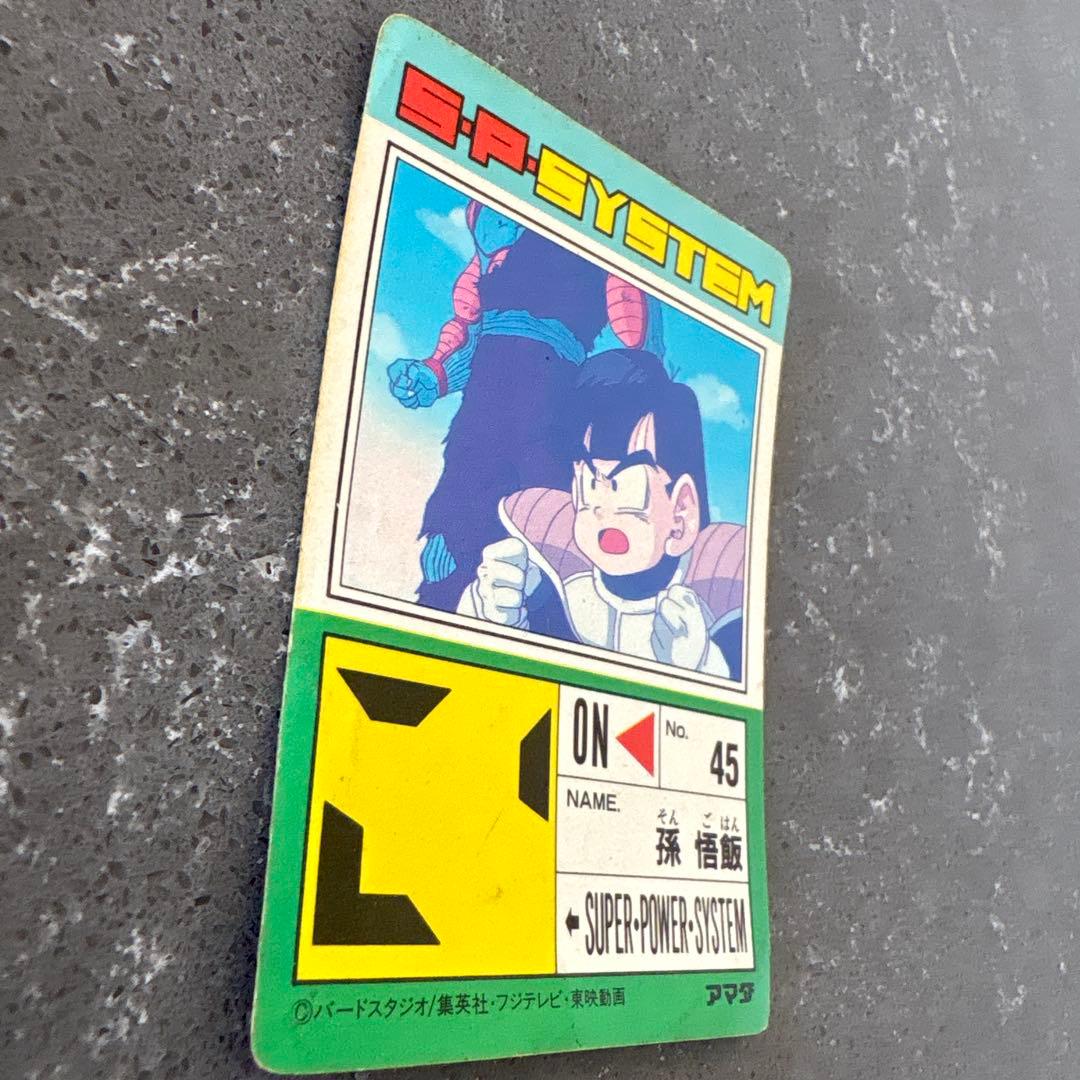 S·P·SYSTEM
ON
No.
45
NAME.
そん ご はん
孫 悟飯
SUPER·POWER·SYSTEM
©バードスタジオ/集英社・フジテレビ・東映動画
アマダ